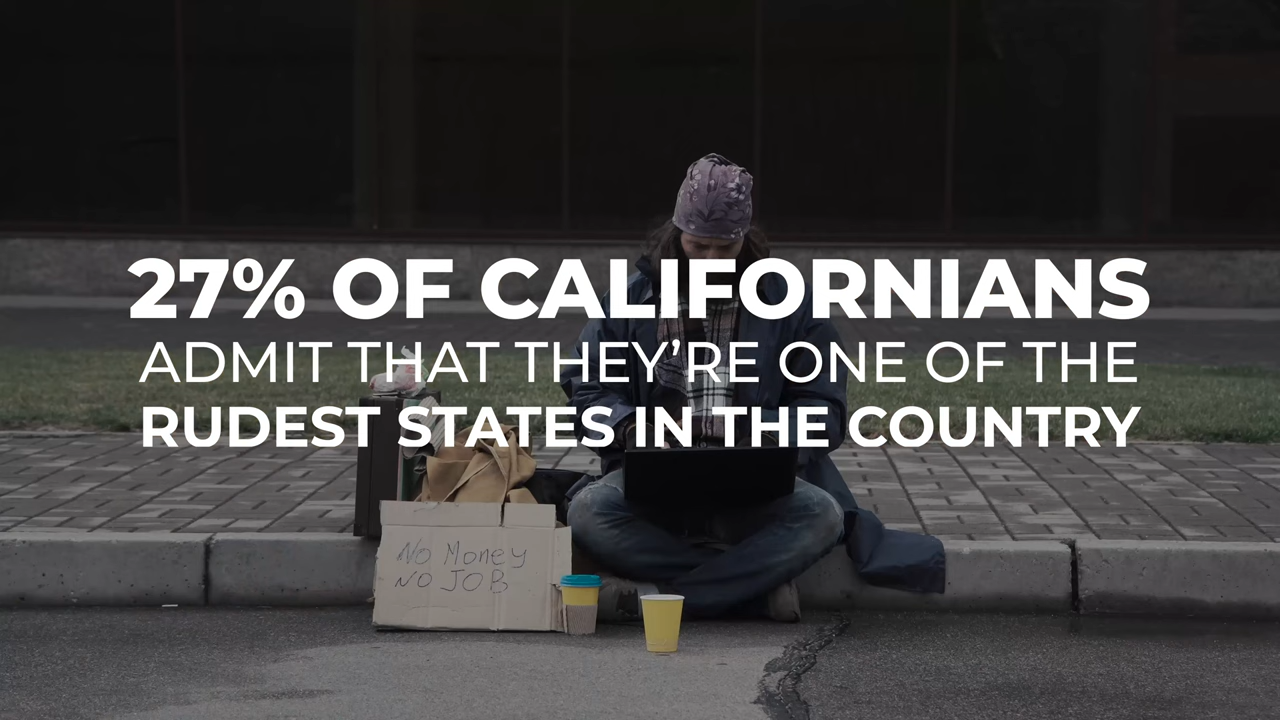 27% OF CALIFORNIANS
ADMIT THAT THEY’RE ONE OF THE
RUDEST STATES IN THE COUNTRY
No Money
NO JOB